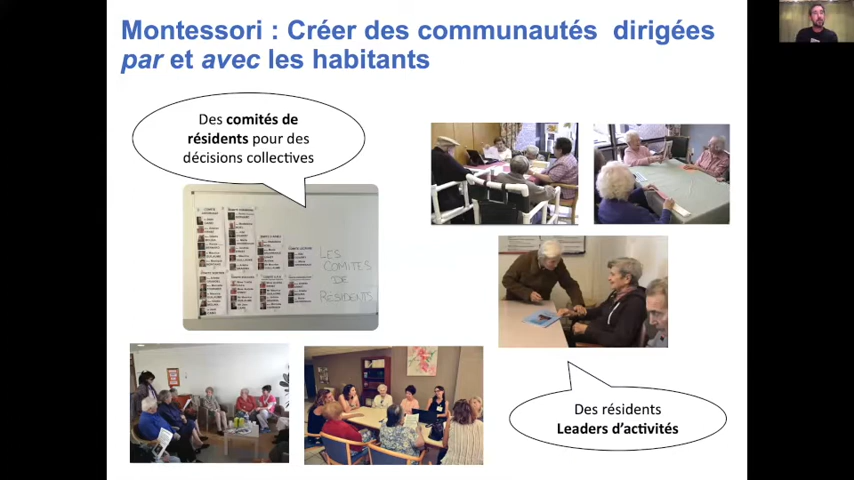 Montessori : Créer des communautés dirigées
par et avec les habitants
Des comités de
résidents pour des
décisions collectives
LES
COMITÉS
DE
RESIDENTS
Des résidents
Leaders d'activités